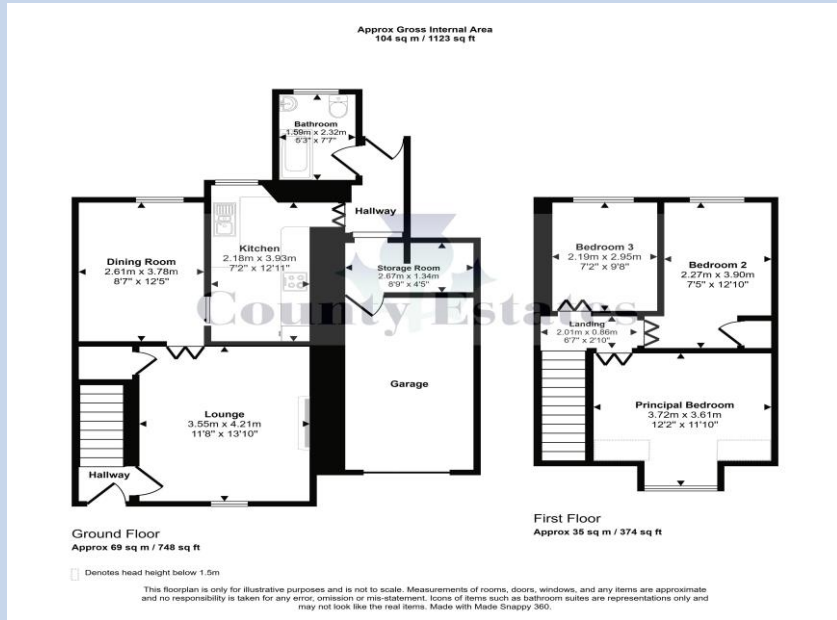 Approx Gross Internal Area
104 sq m / 1123 sq ft
Bathroom
1.59m x 2.32m
5'3" x 7'7"
Hallway
Kitchen
2.18m x 3.93m
7'2" x 12'11"
Dining Room
2.61m x 3.78m
8'7" x 12'5"
Storage Room
2.67m x 1.34m
8'9" x 4'5"
Garage
Lounge
3.55m x 4.21m
11'8" x 13'10"
Hallway
Bedroom 3
2.19m x 2.95m
7'2" x 9'8"
Bedroom 2
2.27m x 3.90m
7'5" x 12'10"
County Estates
Landing
2.01m x 0.86m
6'7" x 2'10"
Principal Bedroom
3.72m x 3.61m
12'2" x 11'10"
Ground Floor
Approx 69 sq m / 748 sq ft
First Floor
Approx 35 sq m / 374 sq ft
Denotes head height below 1.5m
This floorplan is only for illustrative purposes and is not to scale. Measurements of rooms, doors, windows, and any items are approximate
and no responsibility is taken for any error, omission or mis-statement. Icons of items such as bathroom suites are representations only and
may not look like the real items. Made with Made Snappy 360.